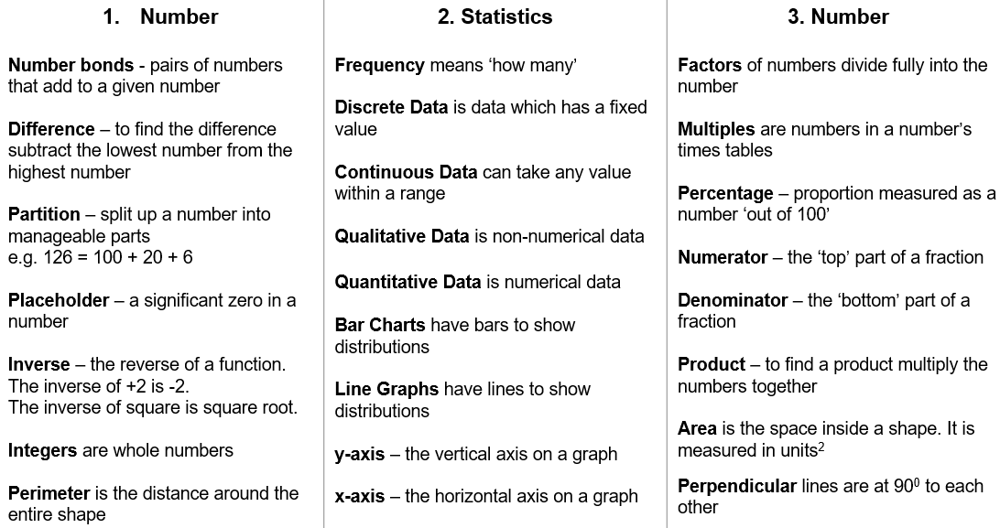 1. Number
Number bonds - pairs of numbers
that add to a given number
Difference – to find the difference
subtract the lowest number from the
highest number
Partition – split up a number into
manageable parts
e.g. 126 = 100 + 20 + 6
Placeholder – a significant zero in a
number
Inverse – the reverse of a function.
The inverse of +2 is -2.
The inverse of square is square root.
Integers are whole numbers
Perimeter is the distance around the
entire shape
2. Statistics
Frequency means ‘how many’
Discrete Data is data which has a fixed
value
Continuous Data can take any value
within a range
Qualitative Data is non-numerical data
Quantitative Data is numerical data
Bar Charts have bars to show
distributions
Line Graphs have lines to show
distributions
y-axis – the vertical axis on a graph
x-axis – the horizontal axis on a graph
3. Number
Factors of numbers divide fully into the
number
Multiples are numbers in a number’s
times tables
Percentage – proportion measured as a
number ‘out of 100’
Numerator – the ‘top’ part of a fraction
Denominator – the ‘bottom’ part of a
fraction
Product – to find a product multiply the
numbers together
Area is the space inside a shape. It is
measured in units²
Perpendicular lines are at 90⁰ to each
other